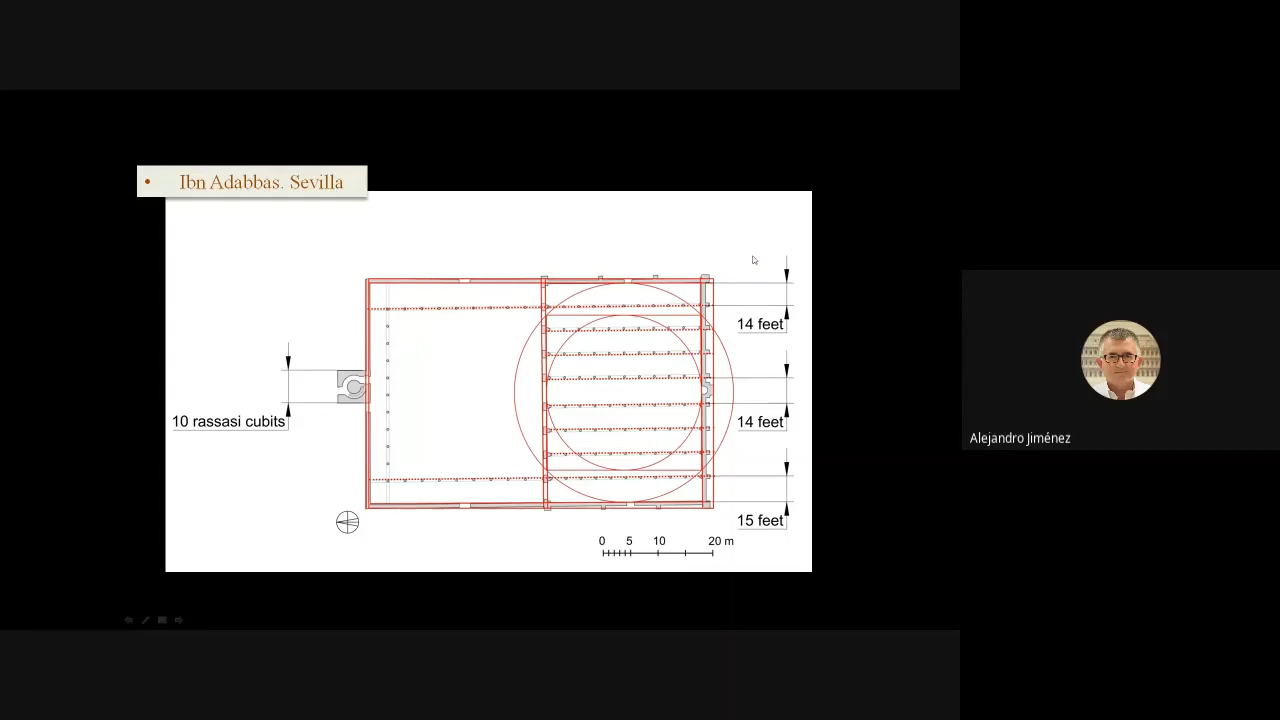 • Ibn Adabbas. Sevilla
14 feet
10 rassasi cubits
14 feet
15 feet
0 5 10 20 m
Alejandro Jiménez